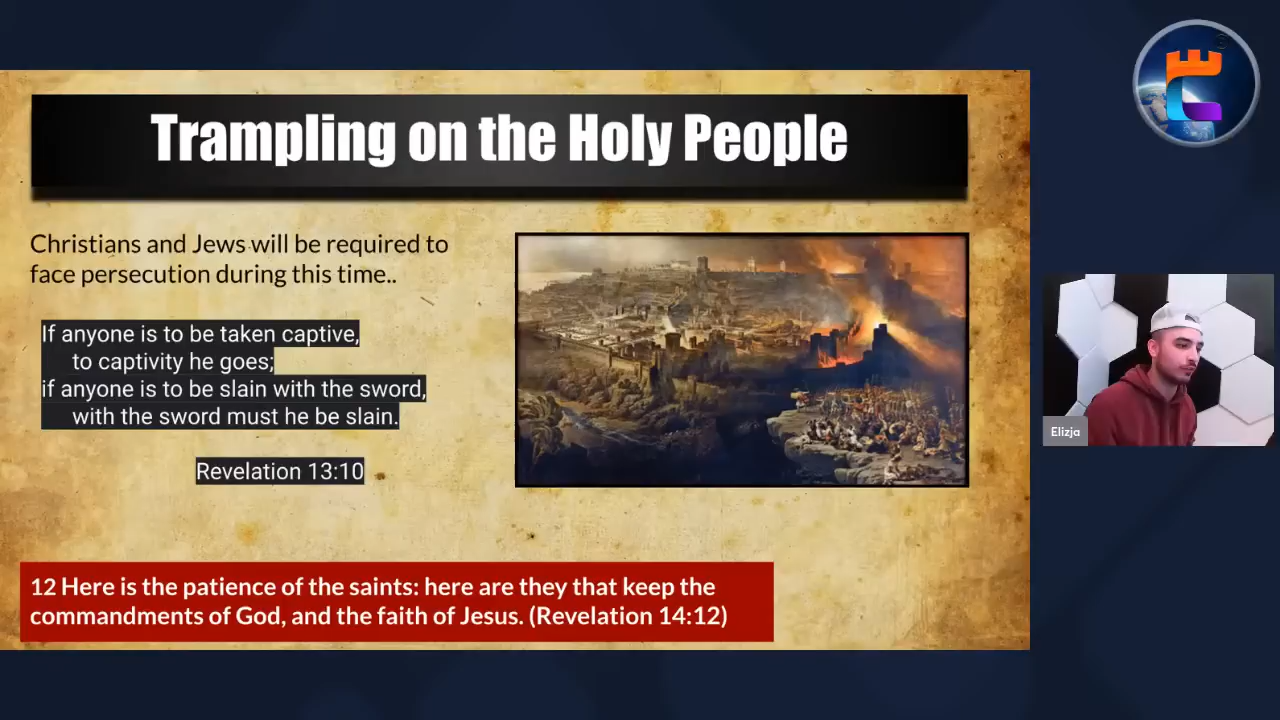 Trampling on the Holy People
Christians and Jews will be required to
face persecution during this time..
If anyone is to be taken captive,
to captivity he goes;
if anyone is to be slain with the sword,
with the sword must he be slain.
Revelation 13:10
12 Here is the patience of the saints: here are they that keep the
commandments of God, and the faith of Jesus. (Revelation 14:12)
Elizja